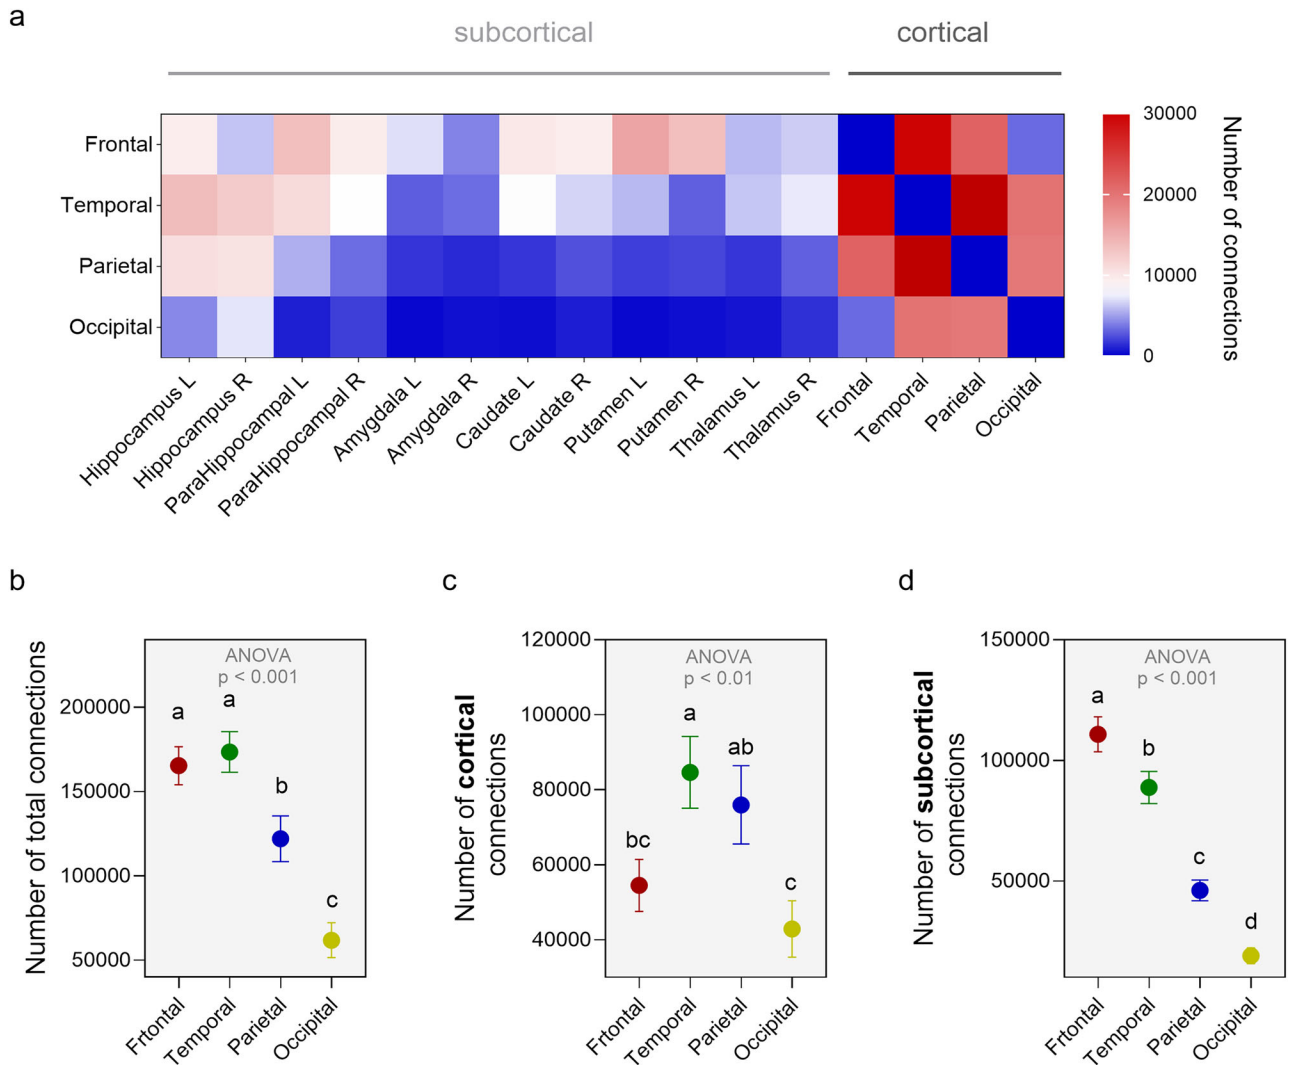 a
subcortical
cortical
Frontal
Temporal
Parietal
Occipital
Hippocampus L
Hippocampus R
ParaHippocampal L
ParaHippocampal R
Amygdala L
Amygdala R
Caudate L
Caudate R
Putamen L
Putamen R
Thalamus L
Thalamus R
Frontal
Temporal
Parietal
Occipital
30000
20000
10000
0
Number of connections
b
Number of total connections
200000
150000
100000
50000
ANOVA
p < 0.001
a
a
b
c
Frtontal
Temporal
Parietal
Occipital
c
Number of cortical
connections
120000
100000
80000
60000
40000
ANOVA
p < 0.01
bc
a
ab
c
Frtontal
Temporal
Parietal
Occipital
d
Number of subcortical
connections
150000
100000
50000
ANOVA
p < 0.001
a
b
c
d
Frtontal
Temporal
Parietal
Occipital